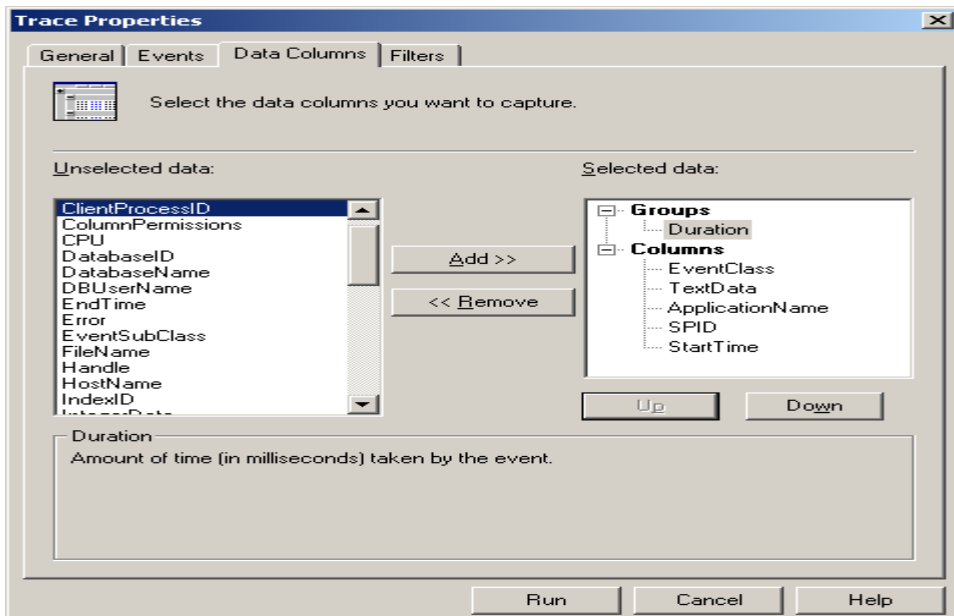 Trace Properties
General
Events
Data Columns
Filters
Select the data columns you want to capture.
Unselected data:
ClientProcessID
ColumnPermissions
CPU
DatabaseID
DatabaseName
DBUserName
EndTime
Error
EventSubClass
FileName
Handle
HostName
IndexID
Add >>
<< Remove
Selected data:
Groups
Duration
Columns
EventClass
TextData
ApplicationName
SPID
StartTime
Up
Down
Duration
Amount of time (in milliseconds) taken by the event.
Run
Cancel
Help